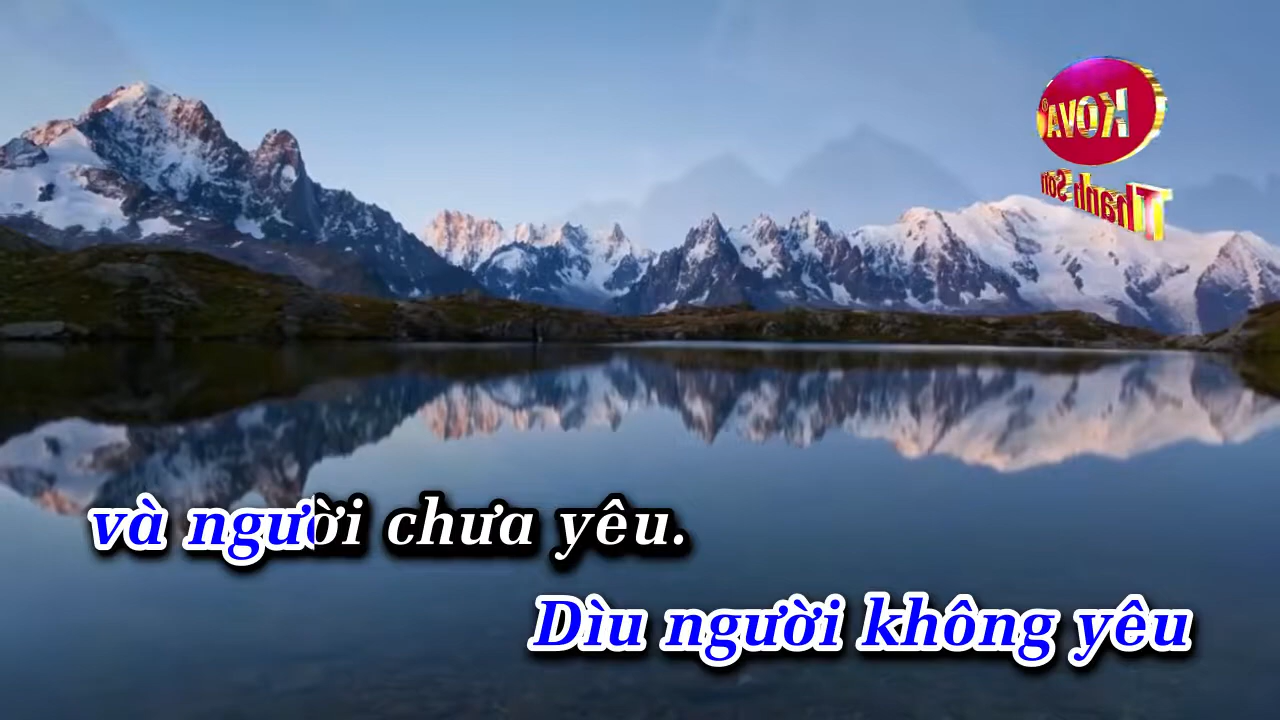 KOVA®
Thanh Sơn
và người chưa yêu.
Dìu người không yêu